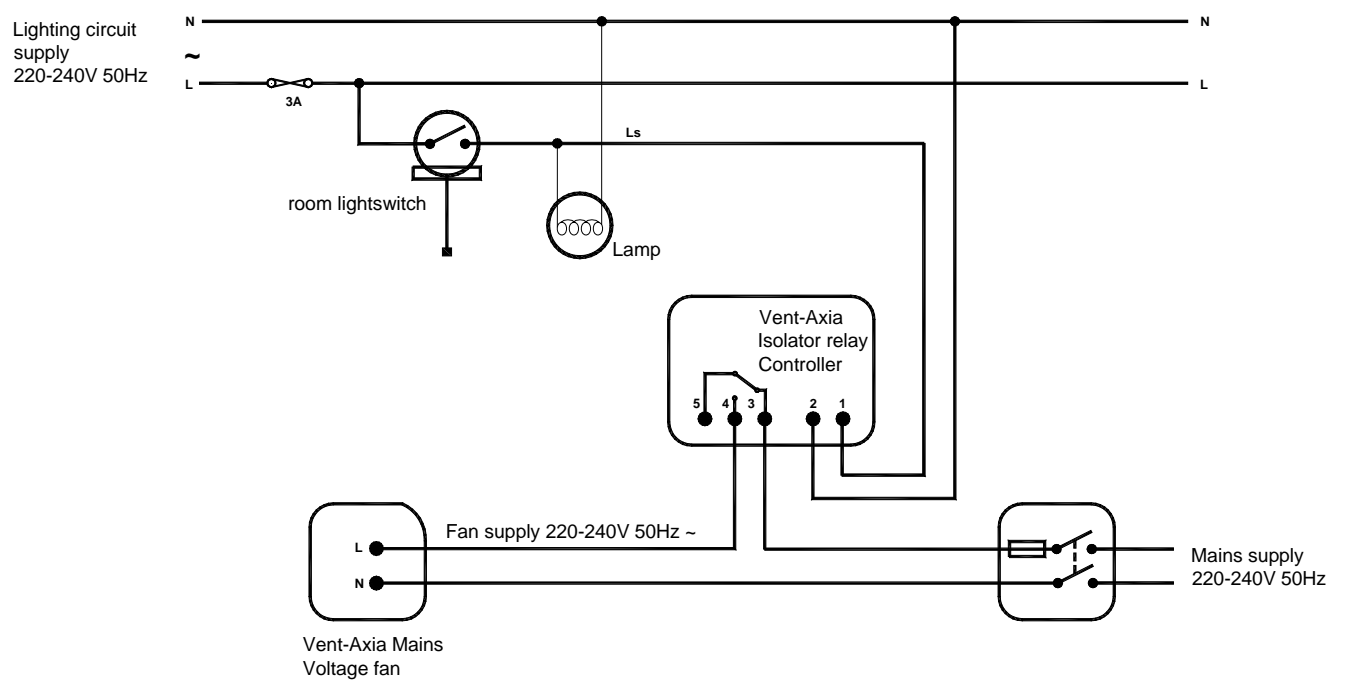 N
N
Lighting circuit
supply
~
220-240V 50Hz
L
L
3A
Ls
room lightswitch
Lamp
Vent-Axia
Isolator relay
Controller
5 4 3 2 1
Fan supply 220-240V 50Hz ~
L
N
Mains supply
220-240V 50Hz
Vent-Axia Mains
Voltage fan